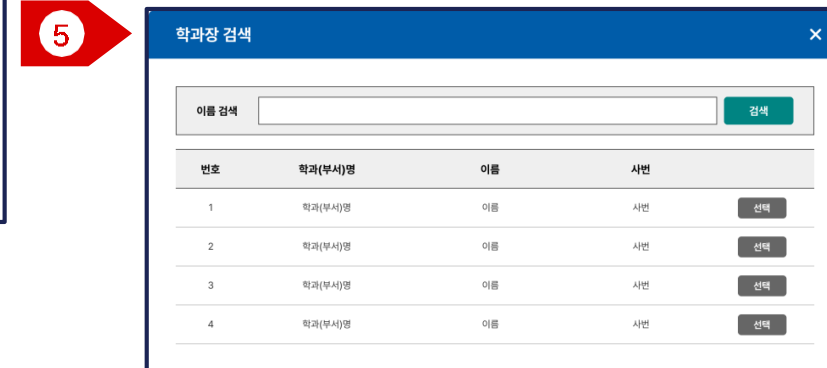 5
학과장 검색 ×
이름 검색 검색
번호 학과(부서)명 이름 사번
1 학과(부서)명 이름 사번 선택
2 학과(부서)명 이름 사번 선택
3 학과(부서)명 이름 사번 선택
4 학과(부서)명 이름 사번 선택